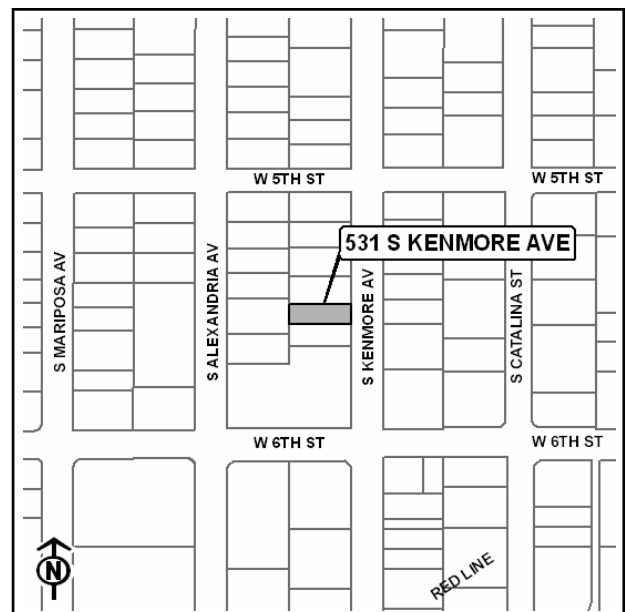 W 5TH ST
W 5TH ST
531 S KENMORE AVE
S MARIPOSA AV
S ALEXANDRIA AV
S KENMORE AV
S CATALINA ST
W 6TH ST
W 6TH ST
N
RED LINE